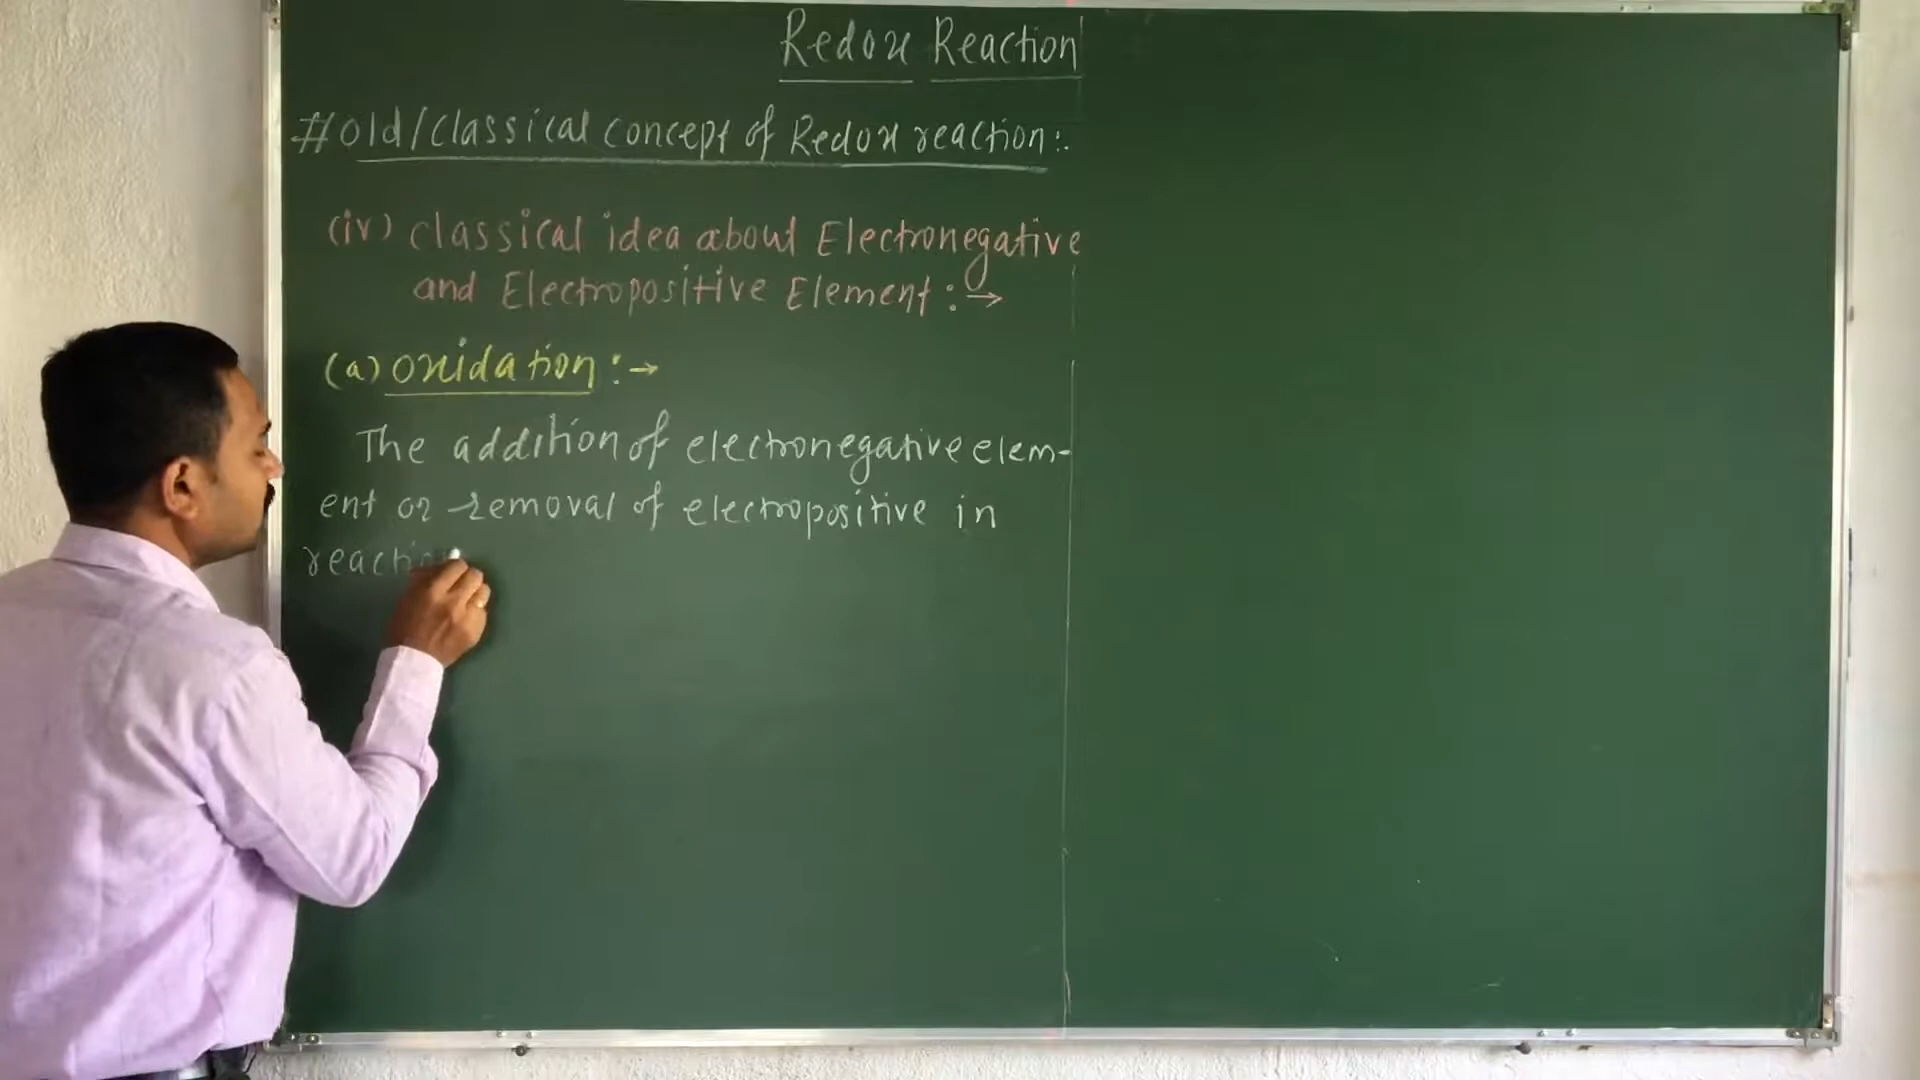 Redox Reaction
#Old/Classical concept of Redox reaction:.
(iv) Classical idea about Electronegative
and Electropositive Element :→
(a) Oxidation :→
The addition of electronegative elem-
ent or removal of electropositive in